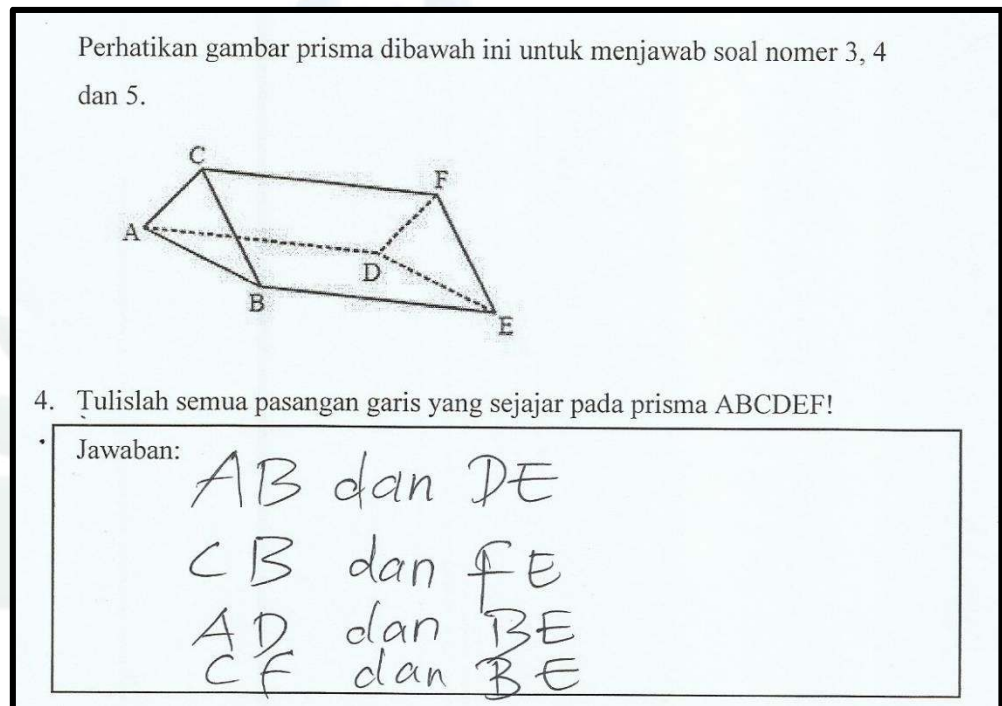 Perhatikan gambar prisma dibawah ini untuk menjawab soal nomer 3, 4
dan 5.
C
F
A
D
B
E
4. Tulislah semua pasangan garis yang sejajar pada prisma ABCDEF!
Jawaban:
AB dan DE
CB dan FE
AD dan BE
CF dan BE